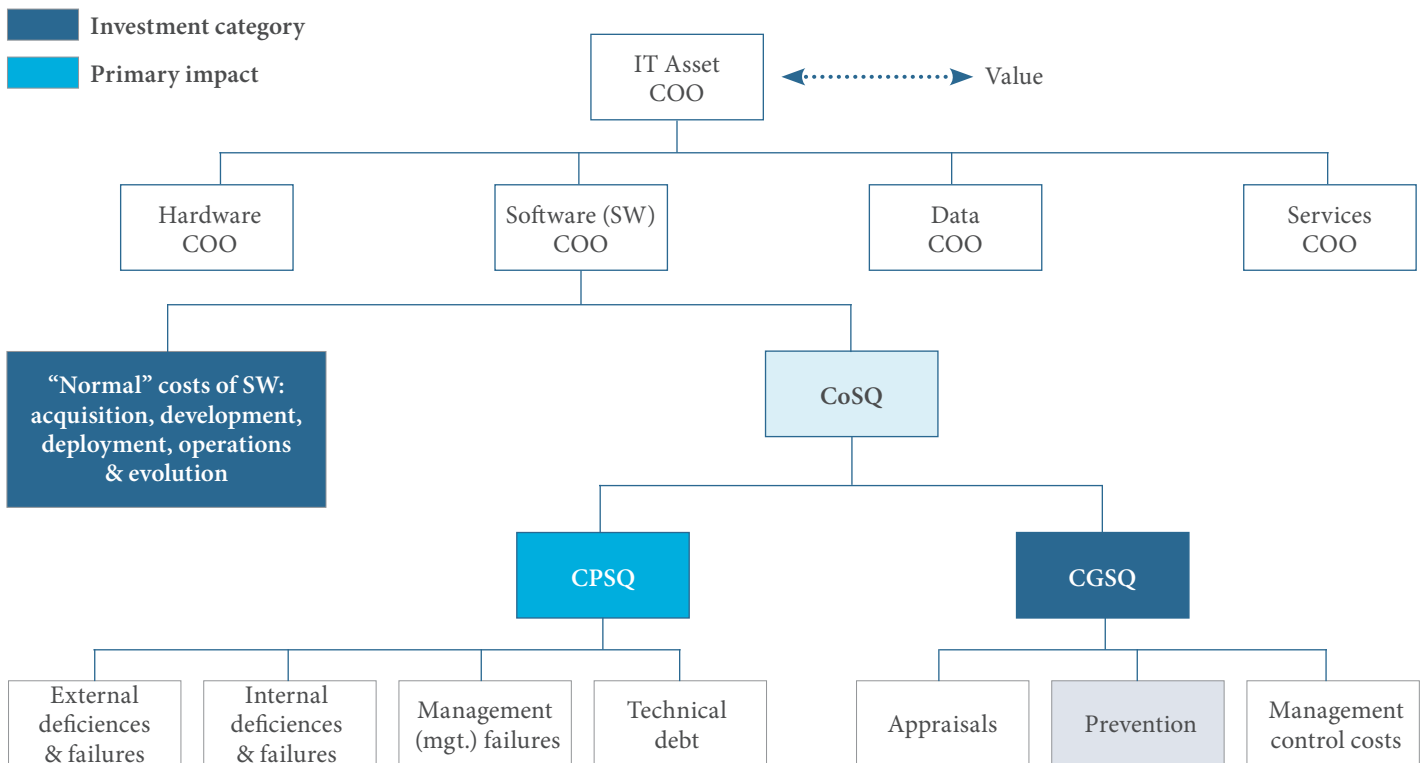 Investment category
Primary impact
IT Asset
COO
Value
Hardware
COO
Software (SW)
COO
Data
COO
Services
COO
“Normal” costs of SW:
acquisition, development,
deployment, operations
& evolution
CoSQ
CPSQ
CGSQ
External
deficiences
& failures
Internal
deficiences
& failures
Management
(mgt.) failures
Technical
debt
Appraisals
Prevention
Management
control costs